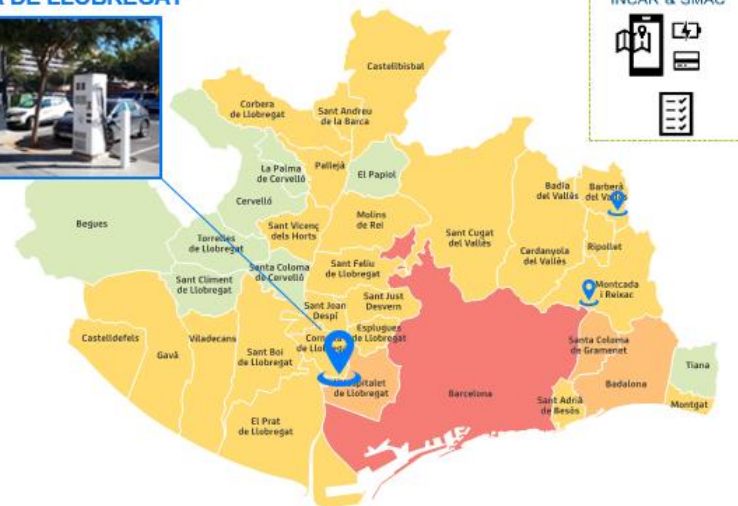 DE LLOBREGAT
INCAR & SMAC
Castellbisbal
Corbera
de Llobregat
Sant Andreu
de la Barca
La Palma
de Cervelló
Pallejà
El Papiol
Cervelló
Begues
Torrelles
de Llobregat
Sant Vicenç
dels Horts
Molins
de Rei
Sant Cugat
del Vallès
Badia
del Vallès
Barberà
del Vallès
Cerdanyola
del Vallès
Ripollet
Sant Climent
de Llobregat
Santa Coloma
de Cervelló
Sant Feliu
de Llobregat
Montcada
i Reixac
Sant Joan
Despí
Sant Just
Desvern
Castelldefels
Gavà
Viladecans
Sant Boi
de Llobregat
Esplugues
de Llobregat
Santa Coloma
de Gramenet
de Llobregat
Barcelona
Badalona
Tiana
Sant Adrià
de Besòs
Montgat
El Prat
de Llobregat